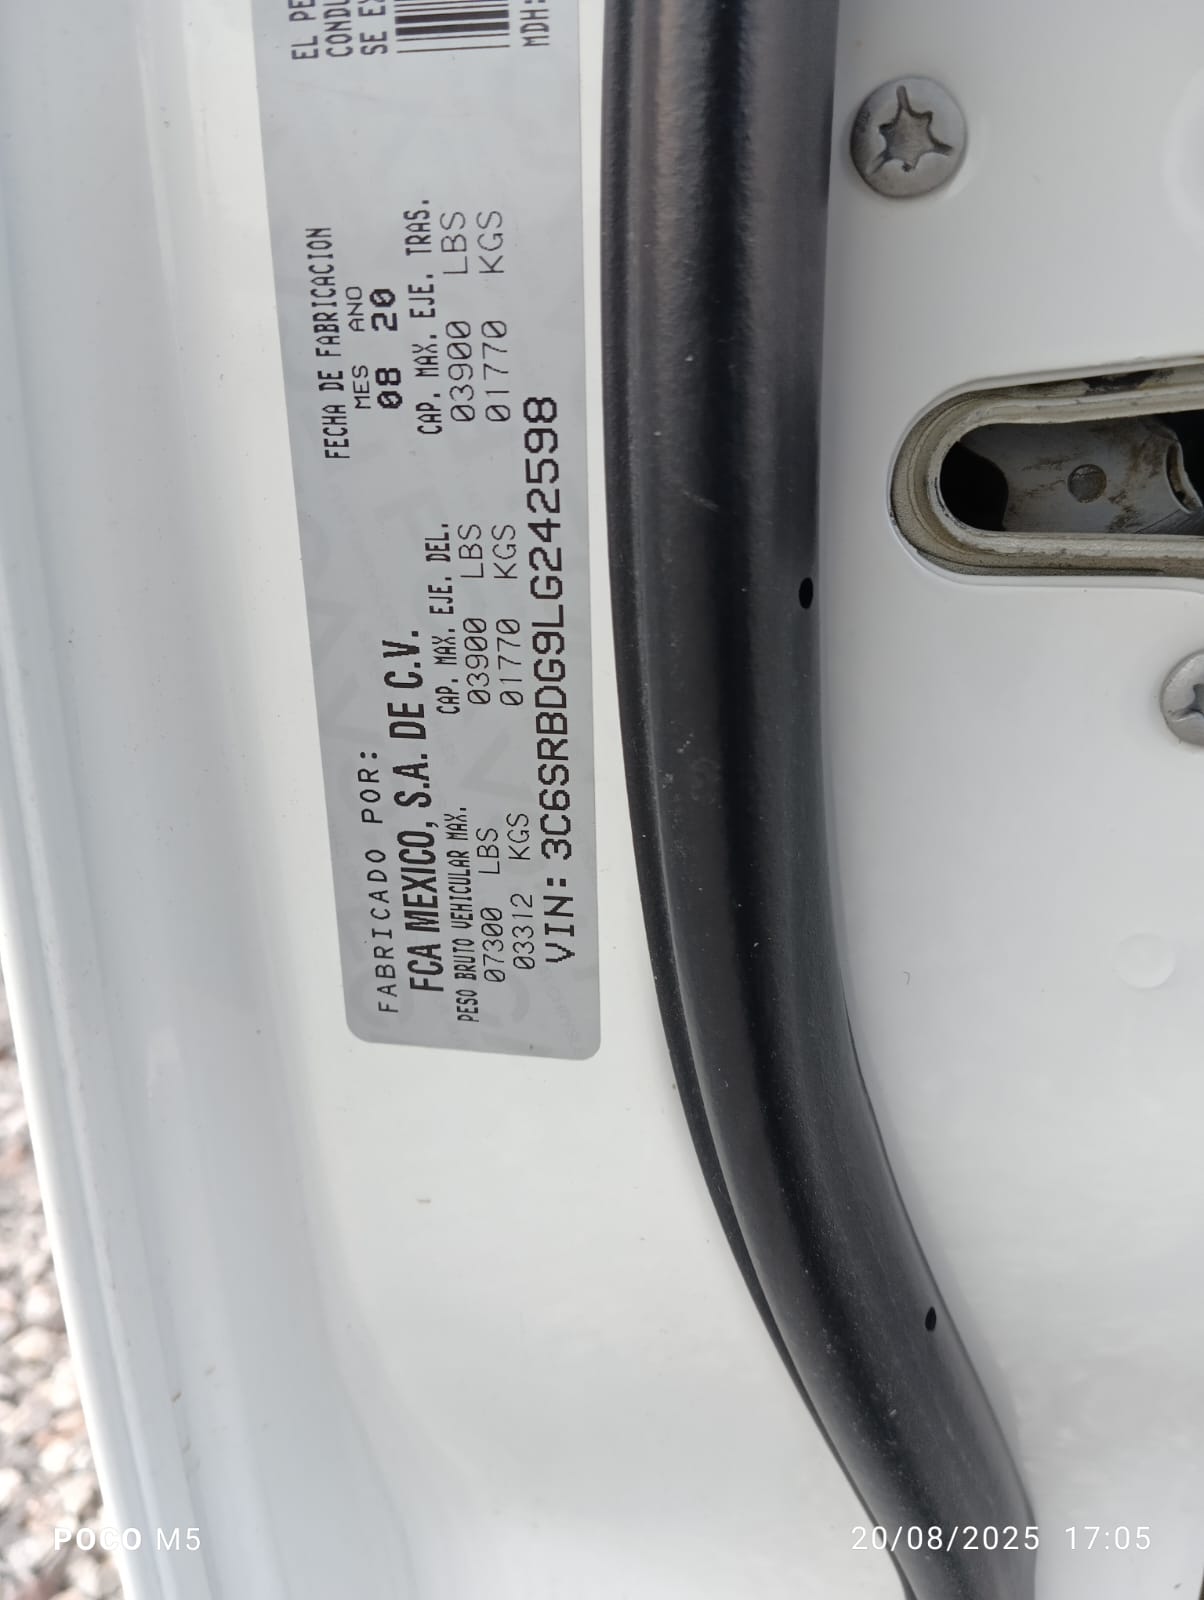 FABRICADO POR:
FCA MEXICO, S.A. DE C.V.
FECHA DE FABRICACION
MES ANO
08 20
PESO BRUTO VEHICULAR MAX.
07300 LBS
03312 KGS
CAP. MAX. EJE. DEL.
03900 LBS
01770 KGS
CAP. MAX. EJE. TRAS.
03900 LBS
01770 KGS
VIN: 3C6SRBDG9LG242598
EL
SE
MDH:
POCO M5
20/08/2025 17:05